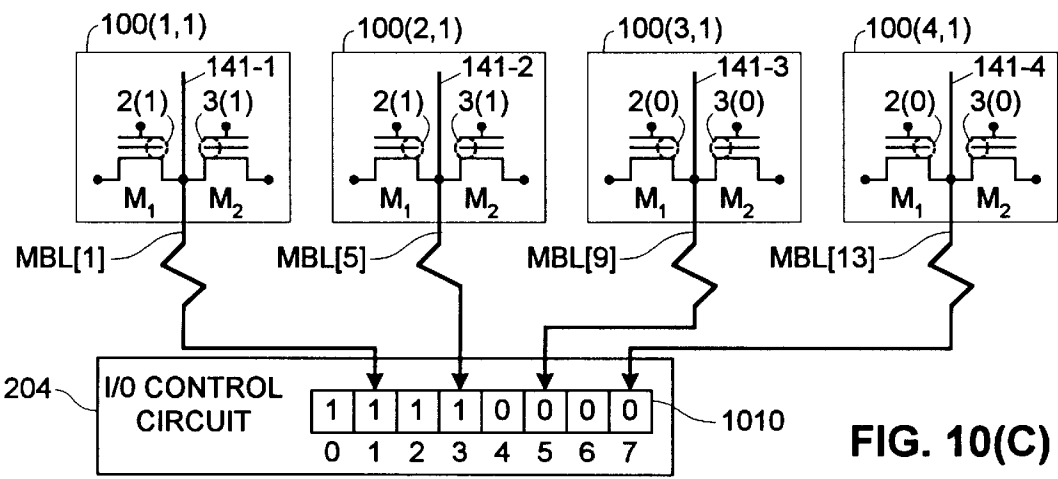 100(1,1) 100(2,1) 100(3,1) 100(4,1)
141-1 141-2 141-3 141-4
2(1) 3(1) 2(1) 3(1) 2(0) 3(0) 2(0) 3(0)
M1 M2 M1 M2 M1 M2 M1 M2
MBL[1] MBL[5] MBL[9] MBL[13]
204 I/0 CONTROL
CIRCUIT
1 1 1 1 0 0 0 0 1010
0 1 2 3 4 5 6 7
FIG. 10(C)